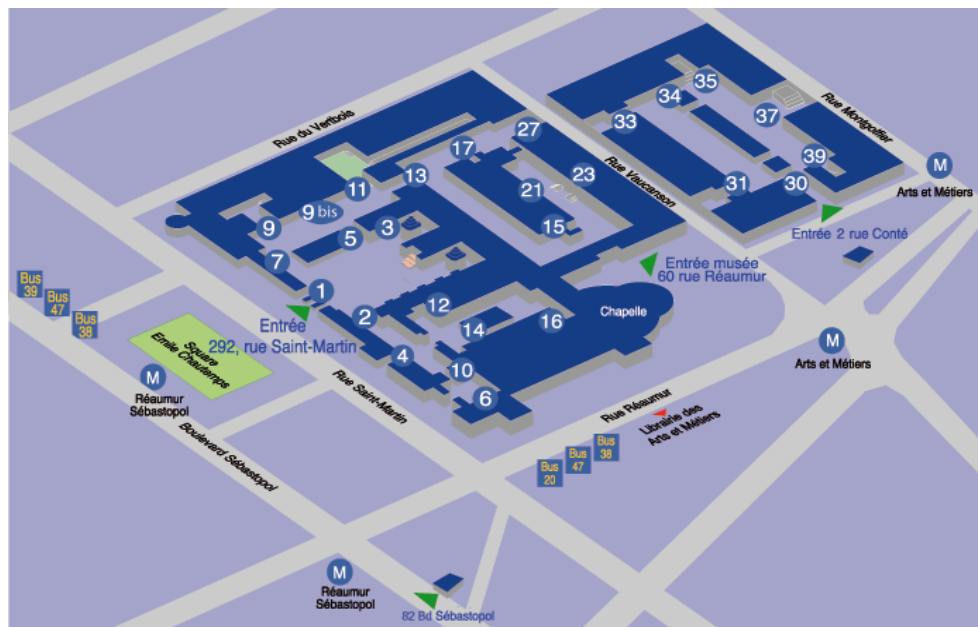 Rue du Vertbois
Rue Montgolfier
Rue Vaucanson
35
34
37
33
27
17
39
13
23
31
30
M
Arts et Métiers
11
21
9 bis
3
15
9
5
Entrée 2 rue Conté
7
Entrée musée
60 rue Réaumur
Bus
39
Bus
47
Bus
38
1
12
2
14
16
Chapelle
Entrée
292, rue Saint-Martin
4
10
6
Square
Emile Chautemps
M
Réaumur
Sébastopol
Rue Saint-Martin
M
Arts et Métiers
Rue Réaumur
Librairie des
Arts et Métiers
Boulevard Sébastopol
Bus
20
Bus
47
Bus
38
M
Réaumur
Sébastopol
82 Bd Sébastopol